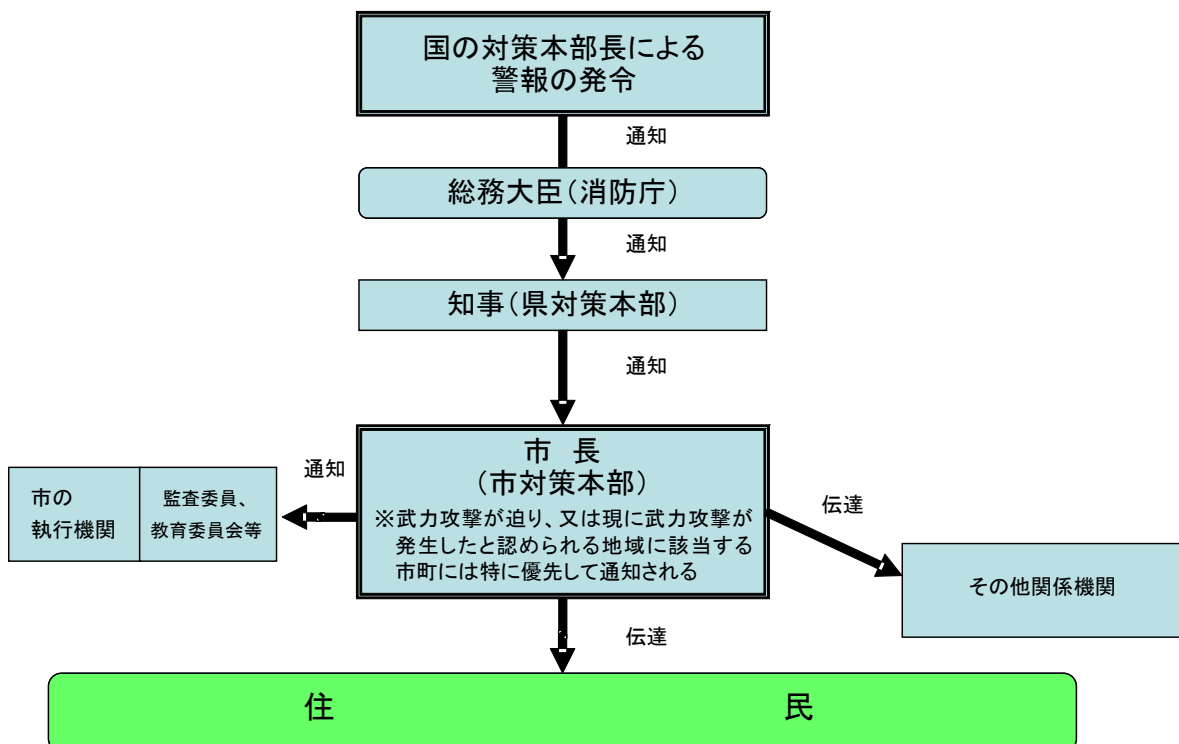 国の対策本部長による
警報の発令
通知
総務大臣（消防庁）
通知
知事（県対策本部）
通知
市 長
（市対策本部）
※武力攻撃が迫り、又は現に武力攻撃が
発生したと認められる地域に該当する
市町には特に優先して通知される
通知
市の
執行機関
監査委員、
教育委員会等
伝達
その他関係機関
伝達
住 民